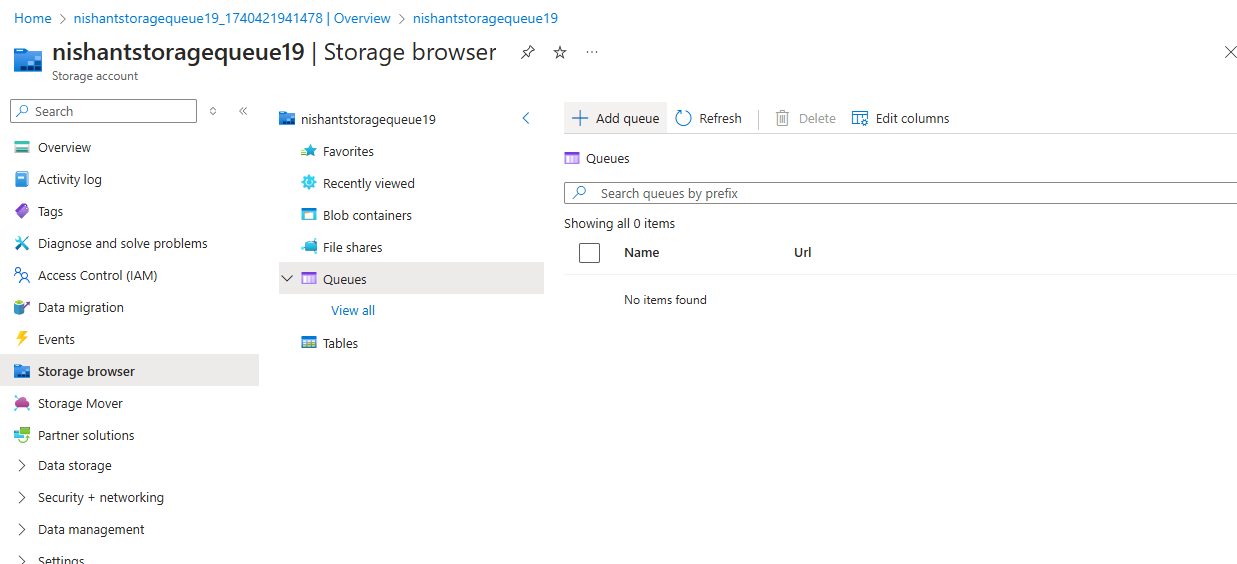 Home > nishantstoragequeue19_1740421941478 | Overview > nishantstoragequeue19
nishantstoragequeue19 | Storage browser
Storage account
Search
Overview
Activity log
Tags
Diagnose and solve problems
Access Control (IAM)
Data migration
Events
Storage browser
Storage Mover
Partner solutions
Data storage
Security + networking
Data management
Settings
nishantstoragequeue19
Favorites
Recently viewed
Blob containers
File shares
Queues
View all
Tables
Add queue Refresh Delete Edit columns
Queues
Search queues by prefix
Showing all 0 items
Name Url
No items found